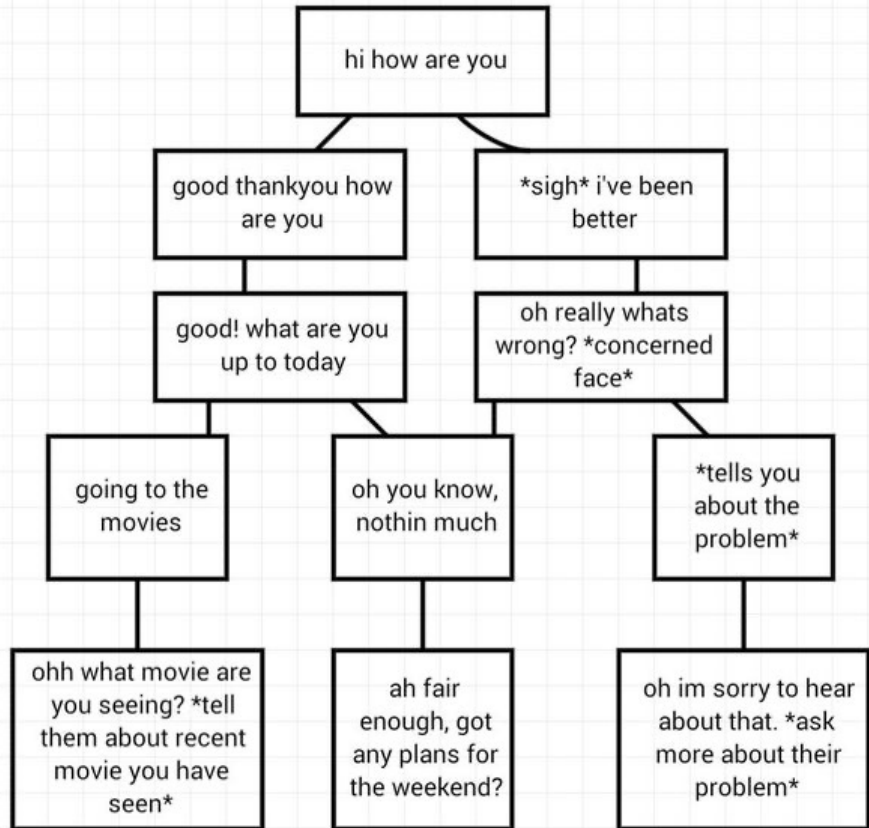 hi how are you
good thankyou how
are you
*sigh* i've been
better
good! what are you
up to today
oh really whats
wrong? *concerned
face*
going to the
movies
oh you know,
nothin much
*tells you
about the
problem*
ohh what movie are
you seeing? *tell
them about recent
movie you have
seen*
ah fair
enough, got
any plans for
the weekend?
oh im sorry to hear
about that. *ask
more about their
problem*